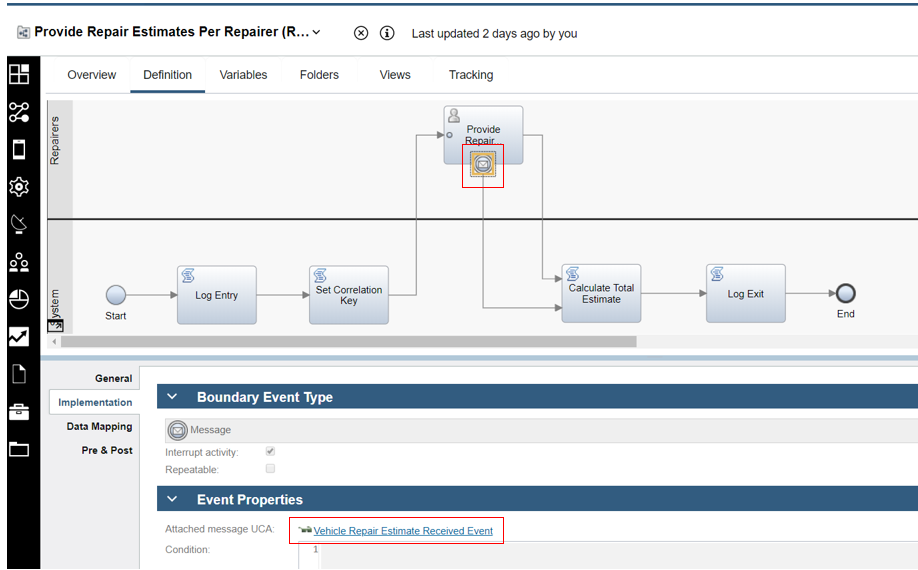 Provide Repair Estimates Per Repairer (R...
Last updated 2 days ago by you
Overview Definition Variables Folders Views Tracking
Repairers
Provide
Repair
System
Start
Log Entry
Set Correlation
Key
Calculate Total
Estimate
Log Exit
End
General
Implementation
Data Mapping
Pre & Post
Boundary Event Type
Message
Interrupt activity:
Repeatable:
Event Properties
Attached message UCA: Vehicle Repair Estimate Received Event
Condition: 1